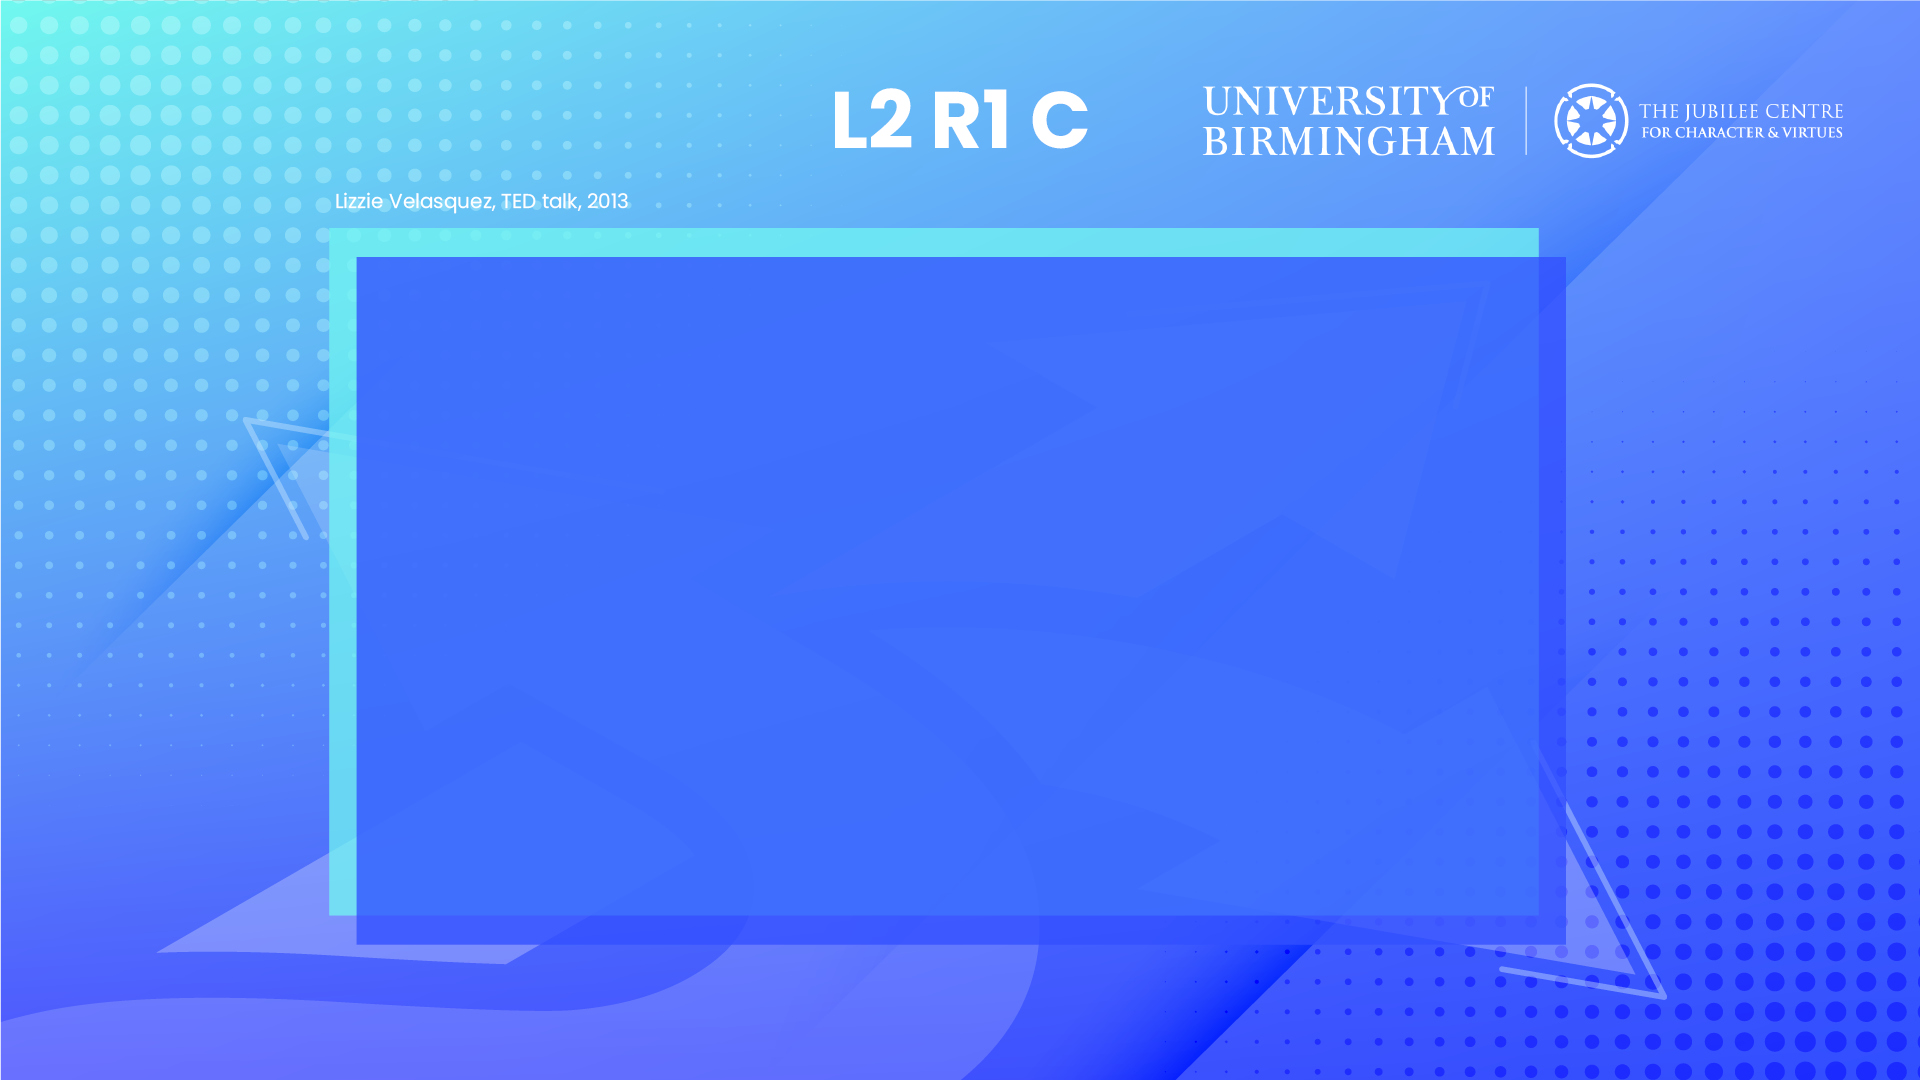 L2 R1 C
UNIVERSITY OF
BIRMINGHAM
THE JUBILEE CENTRE
FOR CHARACTER & VIRTUES
Lizzie Velasquez, TED talk, 2013